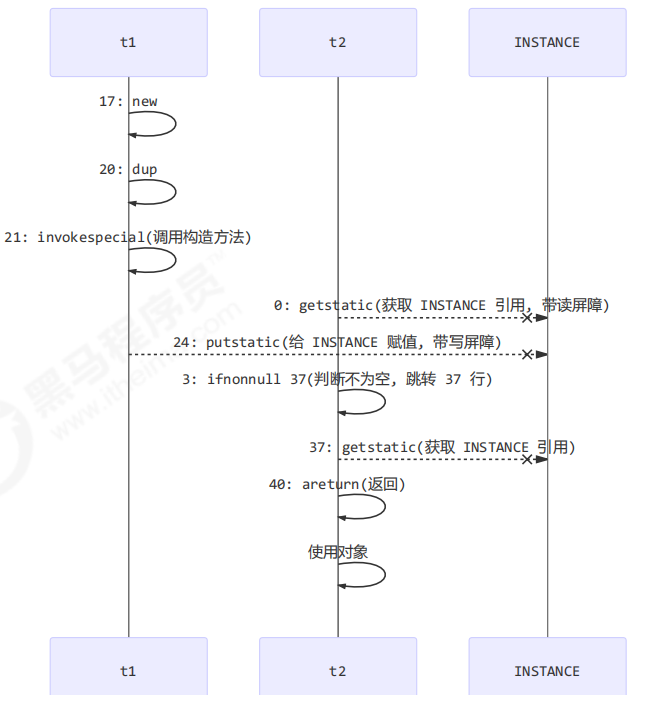 t1
t2
INSTANCE
17: new
20: dup
21: invokespecial(调用构造方法)
0: getstatic(获取 INSTANCE 引用, 带读屏障)
24: putstatic(给 INSTANCE 赋值, 带写屏障)
3: ifnonnull 37(判断不为空, 跳转 37 行)
37: getstatic(获取 INSTANCE 引用)
40: areturn(返回)
使用对象
t1
t2
INSTANCE
黑马程序员™
www.itheima.com